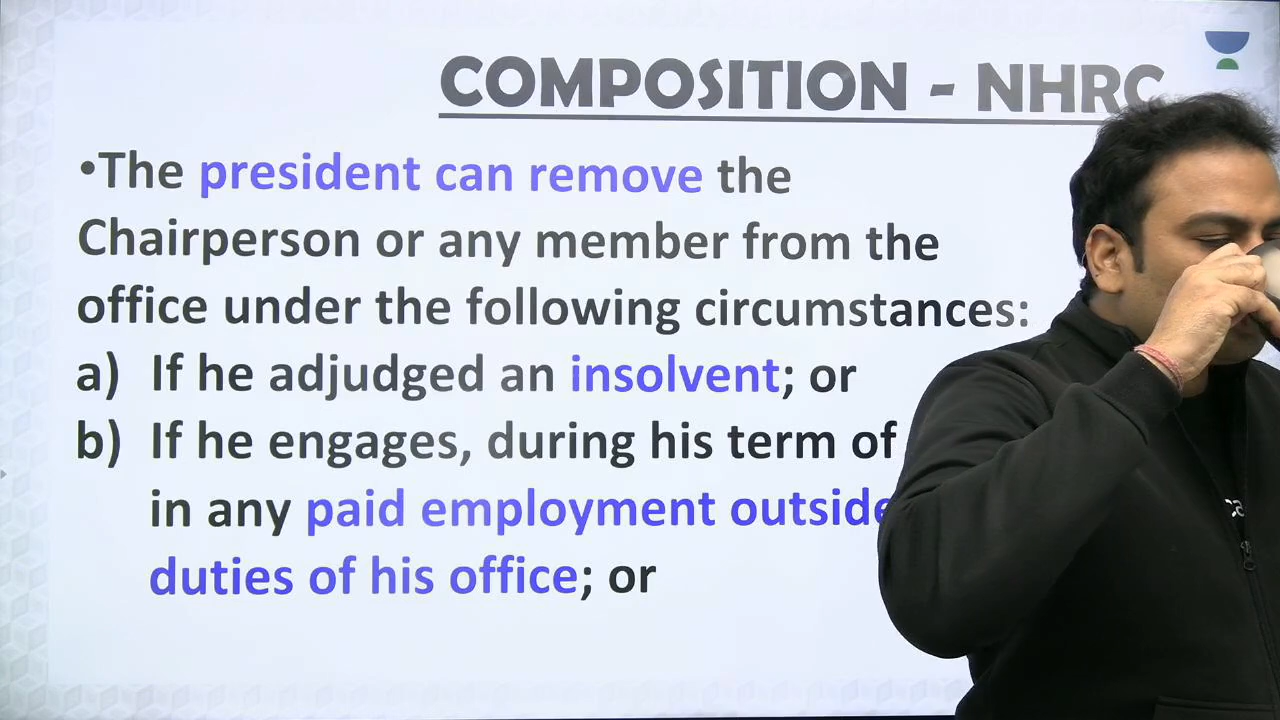 COMPOSITION - NHRC
•The president can remove the
Chairperson or any member from the
office under the following circumstances:
a) If he adjudged an insolvent; or
b) If he engages, during his term of
in any paid employment outside
duties of his office; or